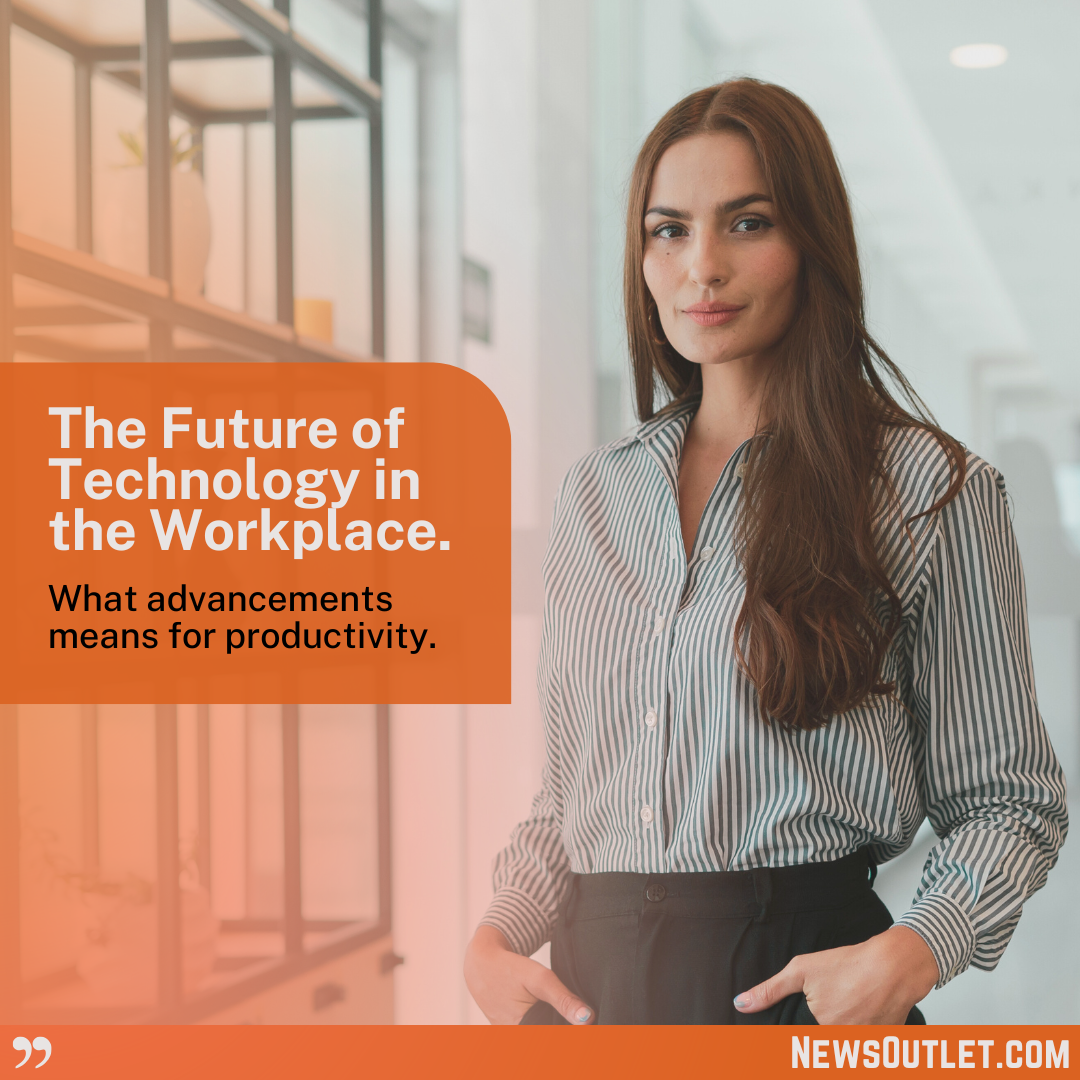 The Future of
Technology in
the Workplace.
What advancements
means for productivity.
”
NewsOutlet.com